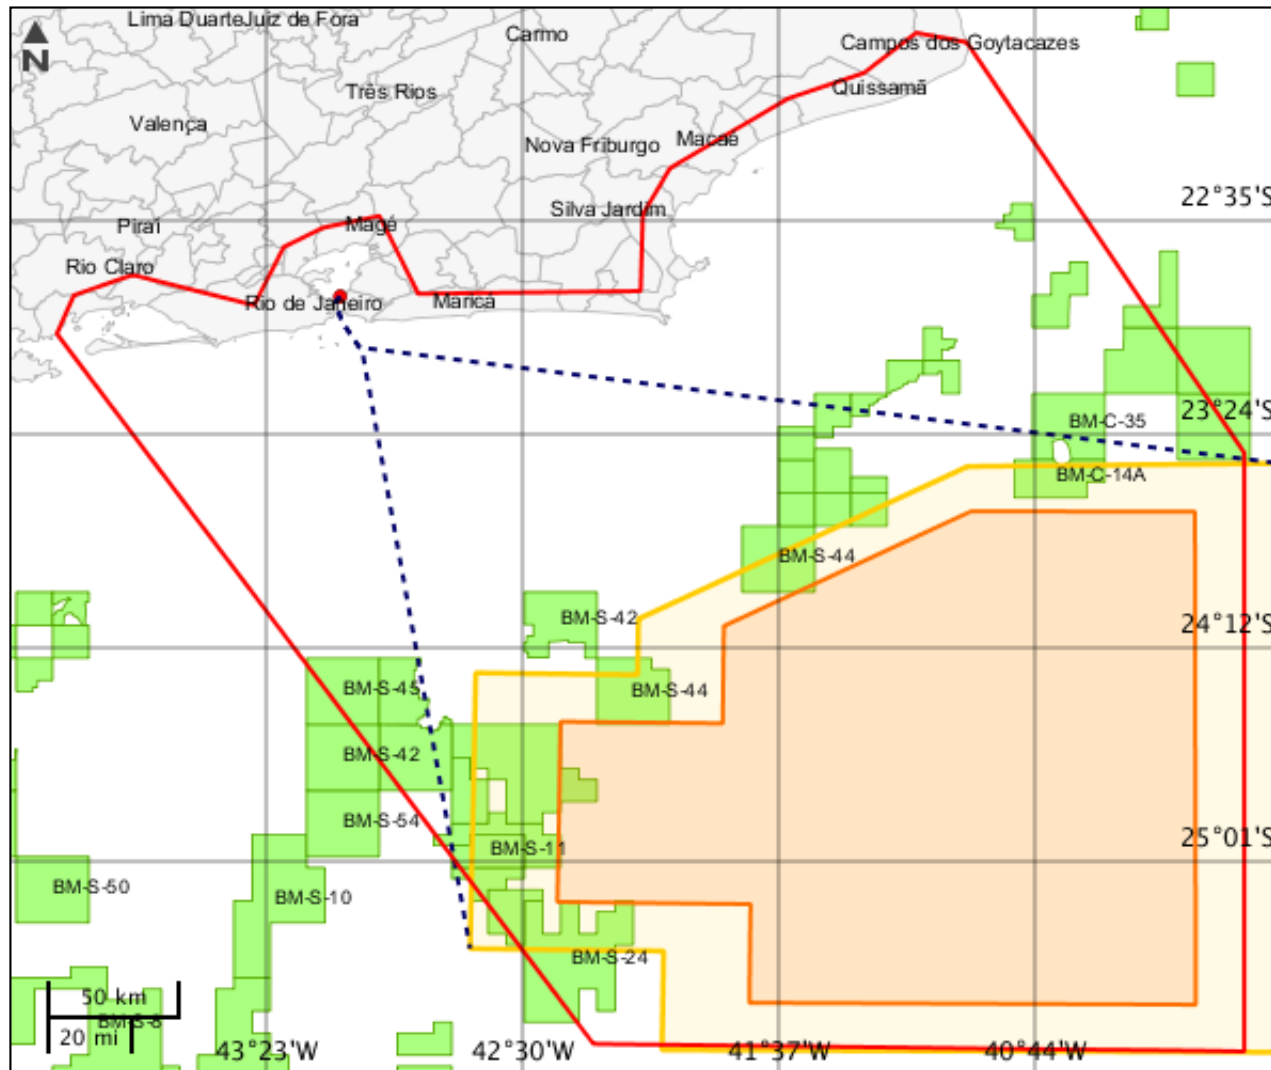 Lima Duarte Juiz de Fora
Carmo
Campos dos Goytacazes
N
Três Rios
Quissamã
Valença
Macaé
Nova Friburgo
22°35'S
Silva Jardim
Piraí
Magé
Rio Claro
Rio de Janeiro
Maricá
23°24'S
BM-C-35
BM-C-14A
BM-S-44
BM-S-42
24°12'S
BM-S-45
BM-S-44
BM-S-42
BM-S-54
25°01'S
BM-S-11
BM-S-50
BM-S-10
BM-S-24
50 km
BM-S-8
20 mi
43°23'W
42°30'W
41°37'W
40°44'W